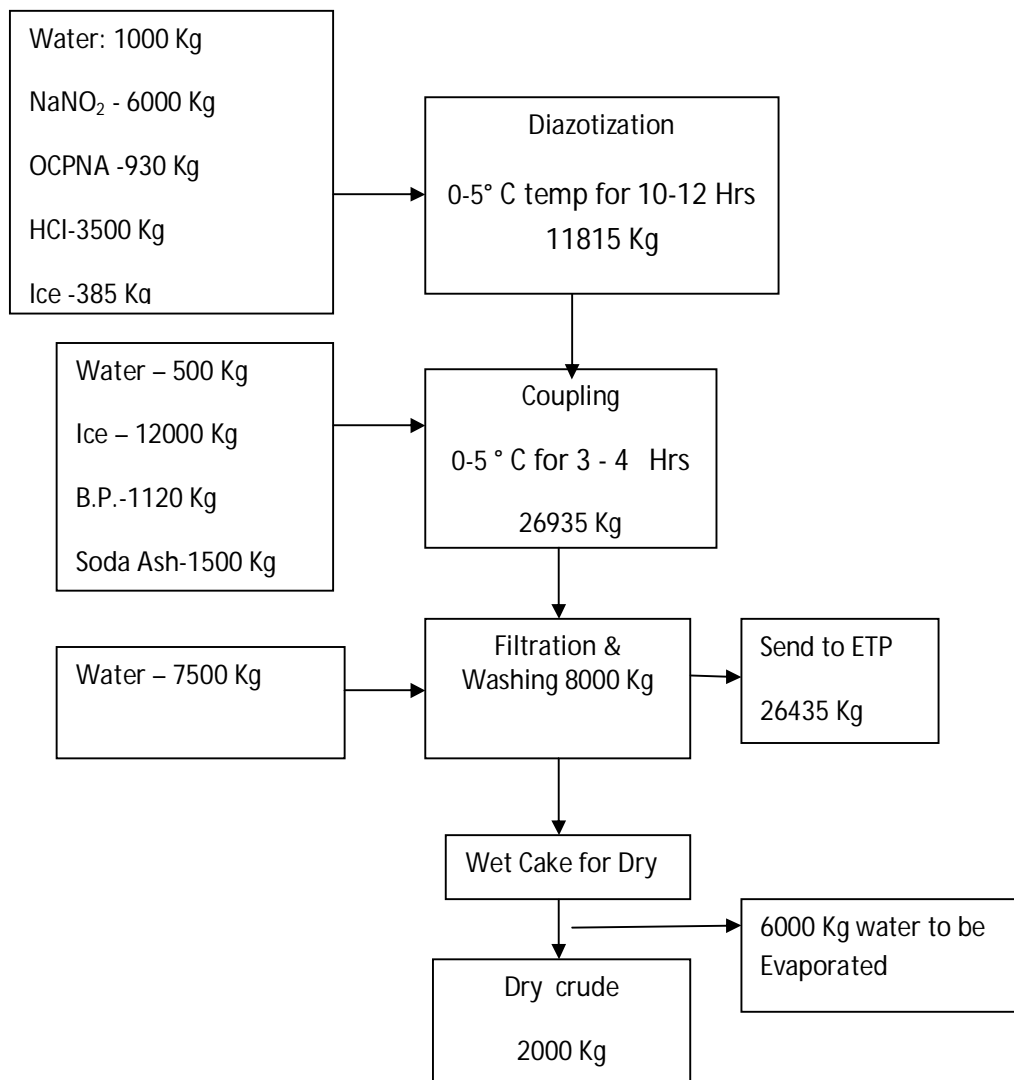 Water: 1000 Kg
NaNO₂ - 6000 Kg
OCPNA -930 Kg
HCl-3500 Kg
Ice -385 Kg
Diazotization
0-5° C temp for 10-12 Hrs
11815 Kg
Water – 500 Kg
Ice – 12000 Kg
B.P.-1120 Kg
Soda Ash-1500 Kg
Coupling
0-5 ° C for 3 - 4 Hrs
26935 Kg
Water – 7500 Kg
Filtration &
Washing 8000 Kg
Send to ETP
26435 Kg
Wet Cake for Dry
6000 Kg water to be
Evaporated
Dry crude
2000 Kg